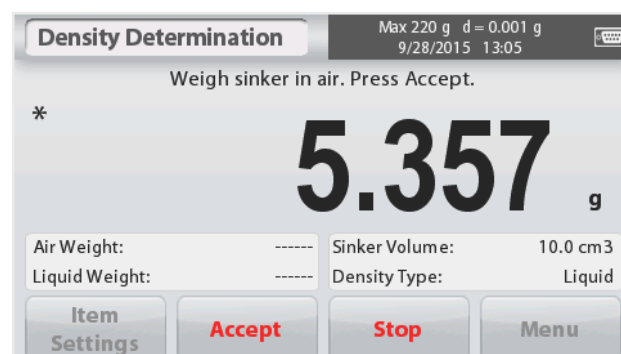 Density Determination
Max 220 g d = 0.001 g
9/28/2015 13:05
Weigh sinker in air. Press Accept.
*
5.357 g
Air Weight: ------
Sinker Volume: 10.0 cm3
Liquid Weight: ------
Density Type: Liquid
Item
Settings
Accept
Stop
Menu